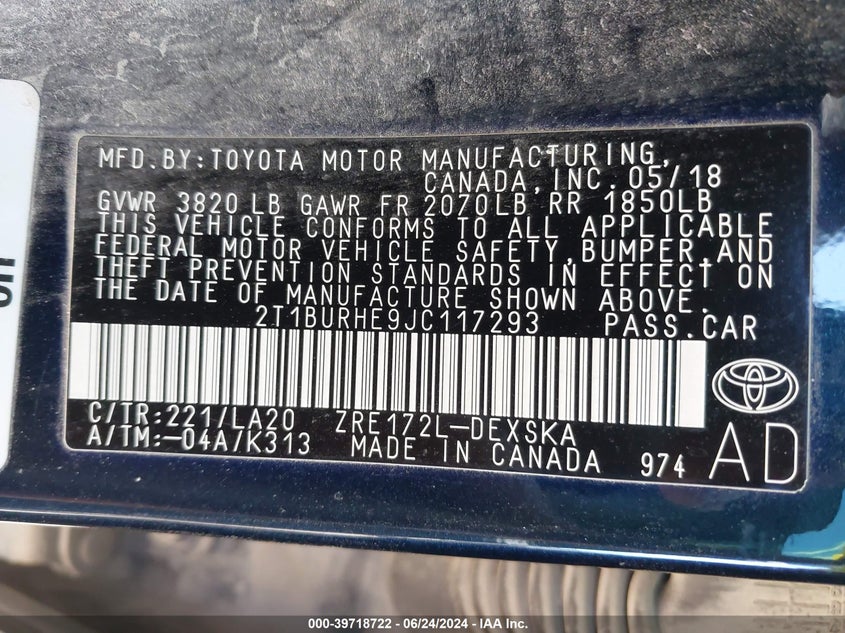 MFD.BY:TOYOTA MOTOR MANUFACTURING,
CANADA, INC. 05/18
GVWR 3820 LB GAWR FR 2070LB RR 1850LB
THIS VEHICLE CONFORMS TO ALL APPLICABLE
FEDERAL MOTOR VEHICLE SAFETY,BUMPER,AND
THEFT PREVENTION STANDARDS IN EFFECT ON
THE DATE OF MANUFACTURE SHOWN ABOVE.
2T1BURHE9JC117293 PASS.CAR
C/TR:221/LA20 ZRE172L-DEXSKA
A/TM:-04A/K313 MADE IN CANADA 974 AD
000-39718722 - 06/24/2024 - IAA Inc.